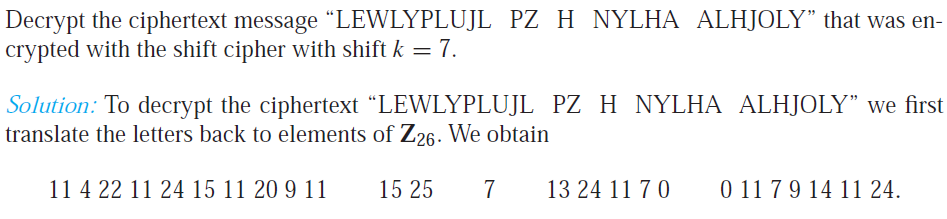 Decrypt the ciphertext message “LEWLYPLUJL PZ H NYLHA ALHJOLY” that was en-
crypted with the shift cipher with shift k = 7.
Solution: To decrypt the ciphertext “LEWLYPLUJL PZ H NYLHA ALHJOLY” we first
translate the letters back to elements of Z₂₆. We obtain
11 4 22 11 24 15 11 20 9 11 15 25 7 13 24 11 7 0 0 11 7 9 14 11 24.